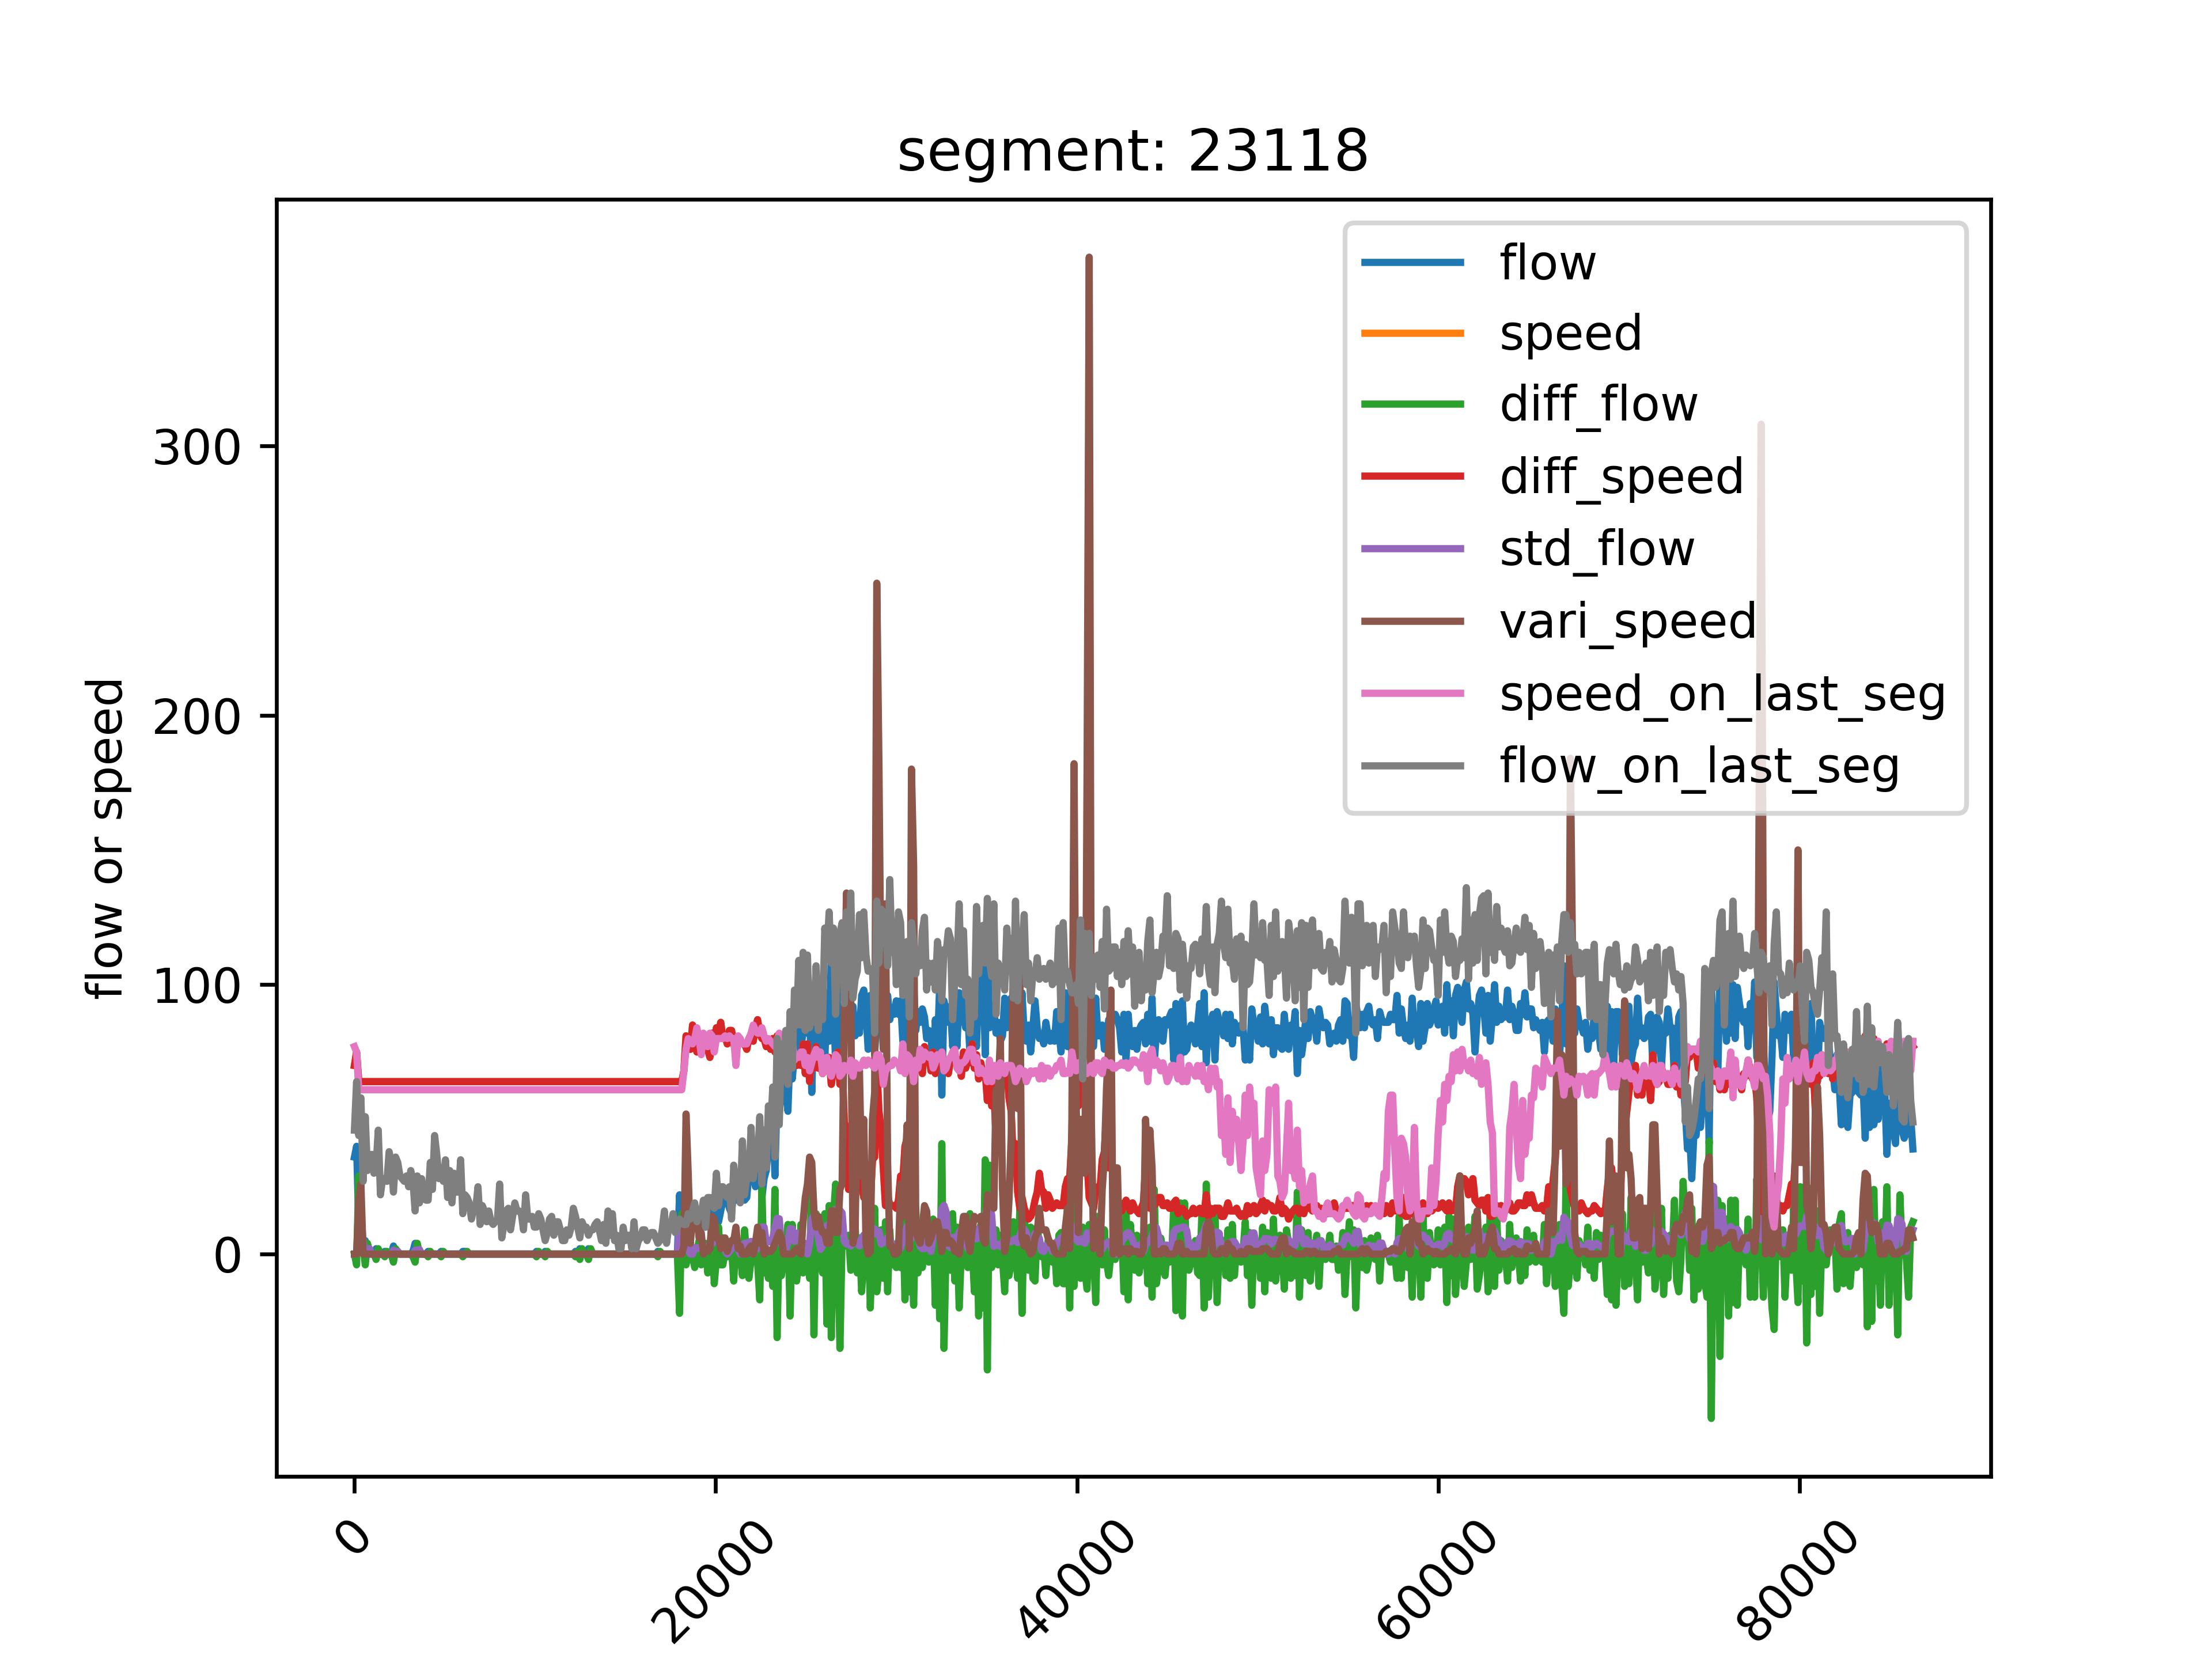 segment: 23118
flow
speed
diff_flow
diff_speed
std_flow
vari_speed
speed_on_last_seg
flow_on_last_seg
flow or speed
300
200
100
0
0
20000
40000
60000
80000